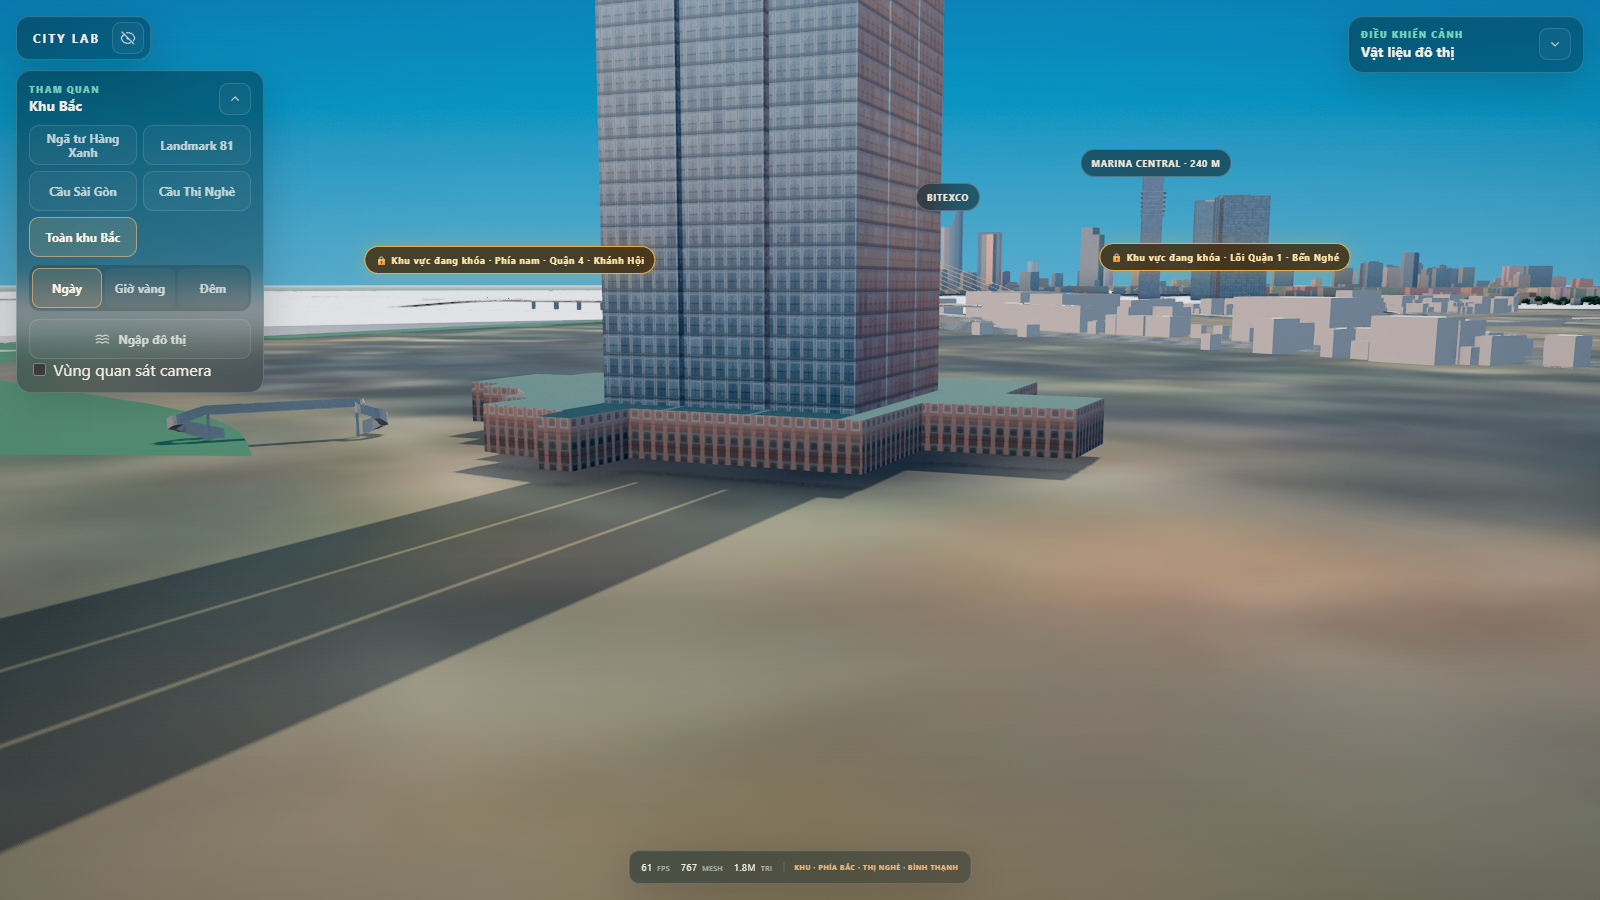 CITY LAB
THAM QUAN
Khu Bắc
Ngã tư Hàng
Xanh
Landmark 81
Cầu Sài Gòn
Cầu Thị Nghè
Toàn khu Bắc
Ngày
Giờ vàng
Đêm
Ngập đô thị
Vùng quan sát camera
ĐIỀU KHIỂN CẢNH
Vật liệu đô thị
MARINA CENTRAL · 240 M
BITEXCO
Khu vực đang khóa · Phía nam · Quận 4 · Khánh Hội
Khu vực đang khóa · Lõi Quận 1 · Bến Nghé
61 FPS 767 MESH 1.8M TRI KHU · PHÍA BẮC · THỊ NGHÈ · BÌNH THẠNH